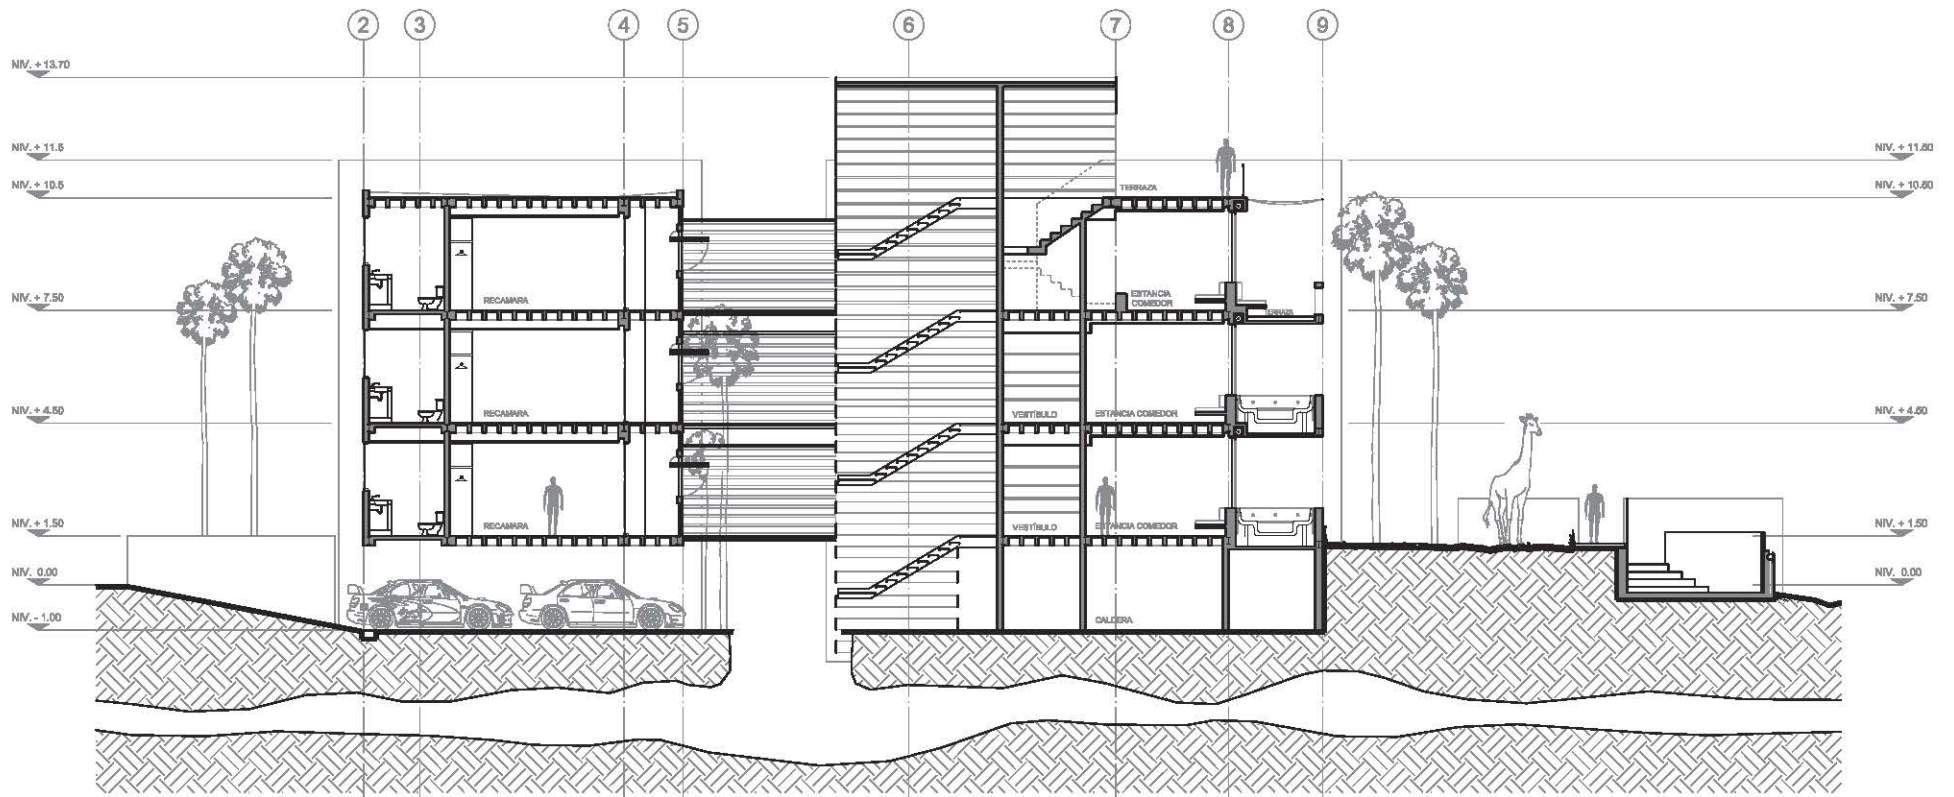 2 3 4 5 6 7 8 9
NIV. + 13.70
NIV. + 11.5
NIV. + 11.50
NIV. + 10.5
NIV. + 10.50
TERRAZA
NIV. + 7.50
RECAMARA
ESTANCIA
COMEDOR
NIV. + 7.50
NIV. + 4.50
RECAMARA
VESTÍBULO
ESTANCIA COMEDOR
NIV. + 4.50
NIV. + 1.50
RECAMARA
VESTÍBULO
ESTANCIA COMEDOR
NIV. + 1.50
NIV. 0.00
NIV. 0.00
NIV. - 1.00
CALDERA